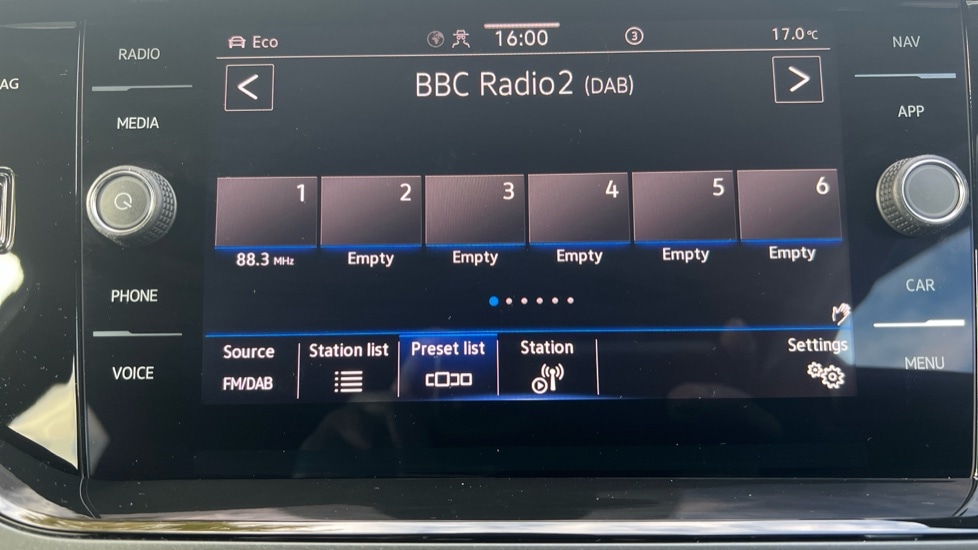 RADIO
Eco
16:00
3
17.0°C
NAV
AG
<
BBC Radio2 (DAB)
>
MEDIA
APP
1 2 3 4 5 6
88.3 MHz Empty Empty Empty Empty Empty
PHONE
CAR
Source Station list Preset list Station Settings
FM/DAB
VOICE
MENU